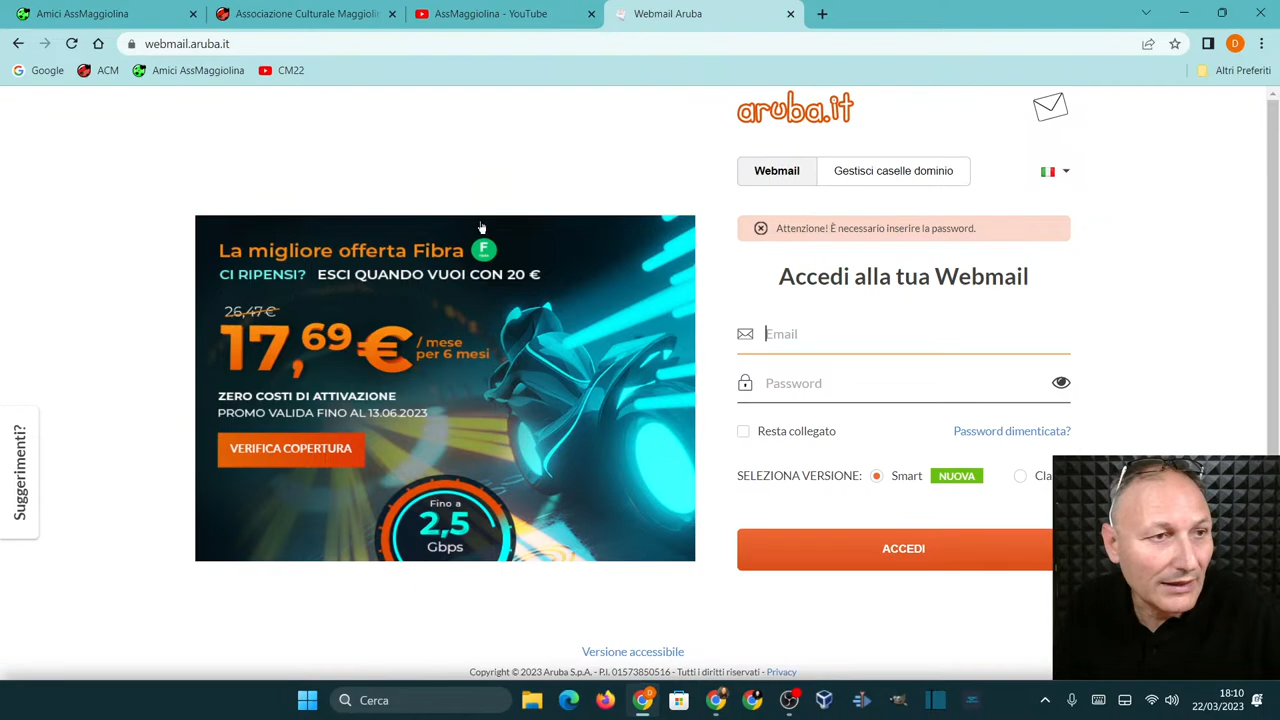 Amici AssMaggiolina
Associazione Culturale Maggiolin
AssMaggiolina - YouTube
Webmail Aruba
webmail.aruba.it
D
Google
ACM
Amici AssMaggiolina
CM22
Altri Preferiti
aruba.it
Webmail
Gestisci caselle dominio
Attenzione! È necessario inserire la password.
Accedi alla tua Webmail
Email
Password
Resta collegato
Password dimenticata?
SELEZIONA VERSIONE:
Smart
NUOVA
Cla
ACCEDI
La migliore offerta Fibra
F
CI RIPENSI? ESCI QUANDO VUOI CON 20 €
26,47 €
17,69 €
/ mese
per 6 mesi
ZERO COSTI DI ATTIVAZIONE
PROMO VALIDA FINO AL 13.06.2023
VERIFICA COPERTURA
Fino a
2,5
Gbps
Suggerimenti?
Versione accessibile
Copyright © 2023 Aruba S.p.A. - P.I. 01573850516 - Tutti i diritti riservati - Privacy
Cerca
18:10
22/03/2023